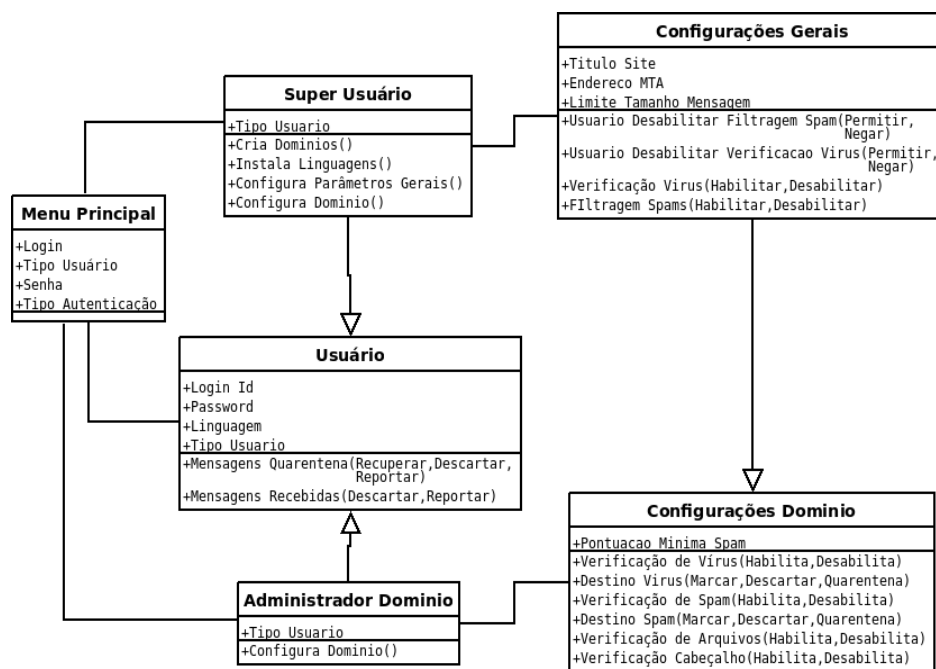 Configurações Gerais
+Titulo Site
+Endereco MTA
+Limite Tamanho Mensagem
+Usuario Desabilitar Filtragem Spam(Permitir,
Negar)
+Usuario Desabilitar Verificacao Virus(Permitir,
Negar)
+Verificação Virus(Habilitar,Desabilitar)
+FIltragem Spams(Habilitar,Desabilitar)
Super Usuário
+Tipo Usuario
+Cria Dominios()
+Instala Linguagens()
+Configura Parâmetros Gerais()
+Configura Dominio()
Menu Principal
+Login
+Tipo Usuário
+Senha
+Tipo Autenticação
Usuário
+Login Id
+Password
+Linguagem
+Tipo Usuario
+Mensagens Quarentena(Recuperar,Descartar,
Reportar)
+Mensagens Recebidas(Descartar,Reportar)
Configurações Dominio
+Pontuacao Minima Spam
+Verificação de Vírus(Habilita,Desabilita)
+Destino Virus(Marcar,Descartar,Quarentena)
+Verificação de Spam(Habilita,Desabilita)
+Destino Spam(Marcar,Descartar,Quarentena)
+Verificação de Arquivos(Habilita,Desabilita)
+Verificação Cabeçalho(Habilita,Desabilita)
Administrador Dominio
+Tipo Usuario
+Configura Dominio()